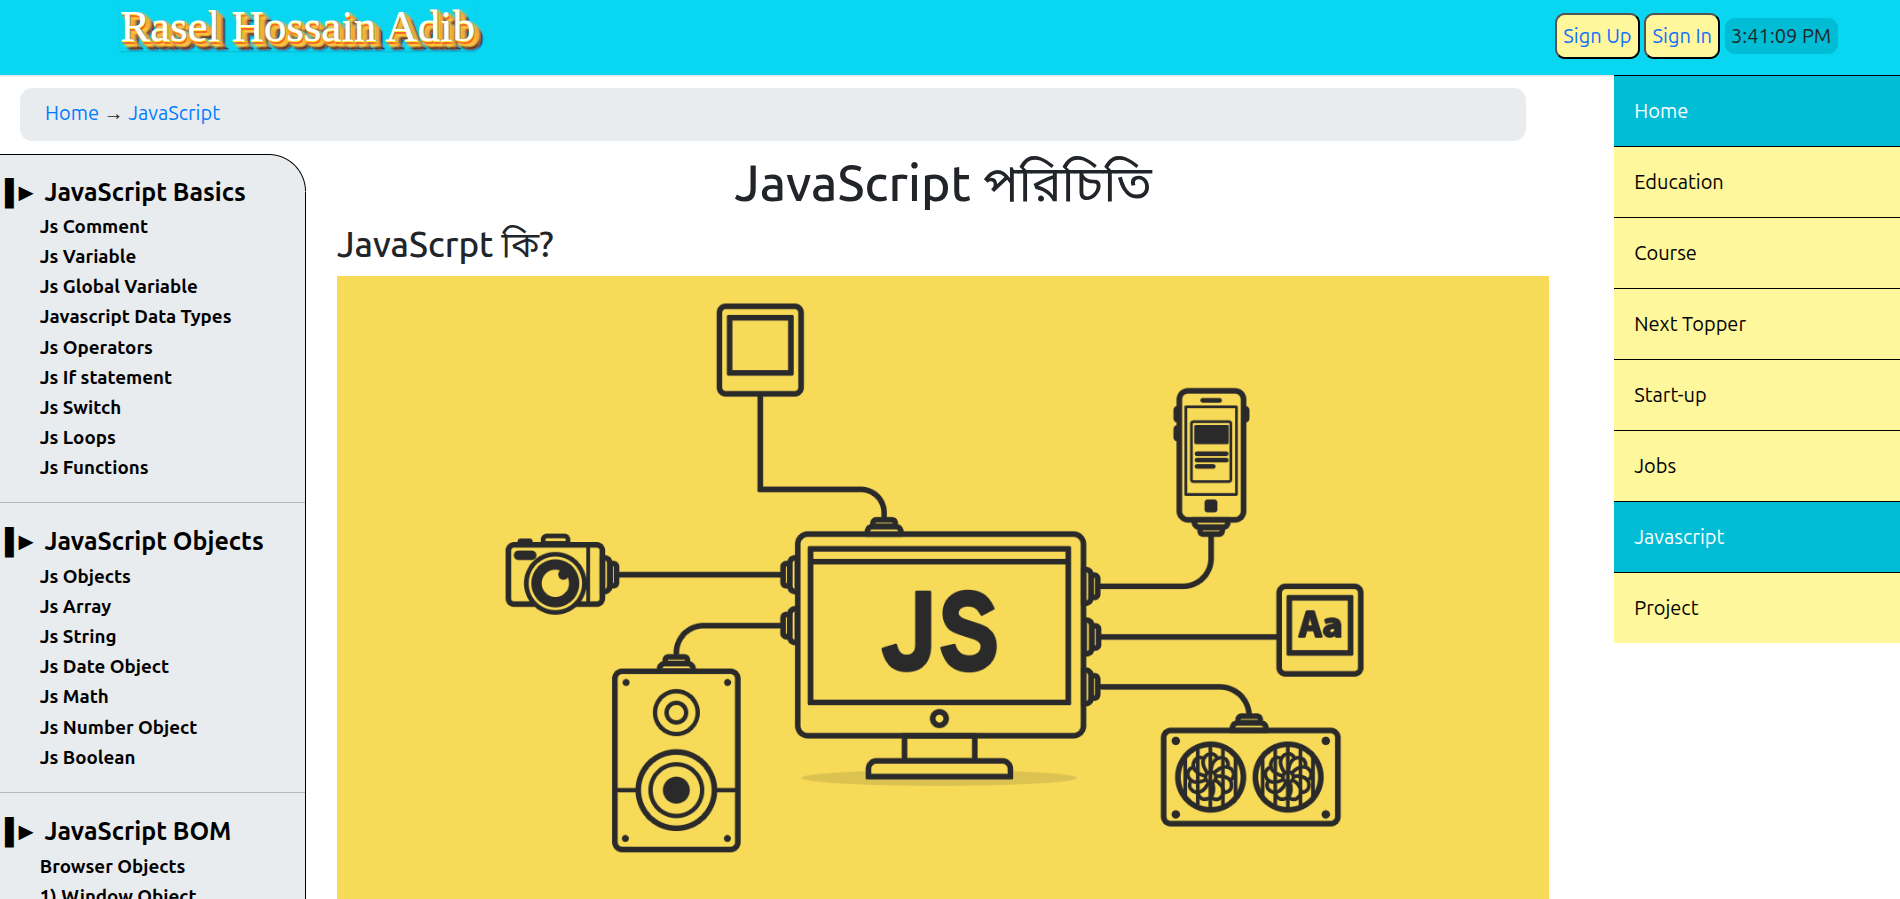 Rasel Hossain Adib
Sign Up Sign In 3:41:09 PM
Home → JavaScript
JavaScript Basics
Js Comment
Js Variable
Js Global Variable
Javascript Data Types
Js Operators
Js If statement
Js Switch
Js Loops
Js Functions
JavaScript Objects
Js Objects
Js Array
Js String
Js Date Object
Js Math
Js Number Object
Js Boolean
JavaScript BOM
Browser Objects
1) Window Object
JavaScript পরিচিতি
JavaScrpt কি?
JS
Aa
Home
Education
Course
Next Topper
Start-up
Jobs
Javascript
Project